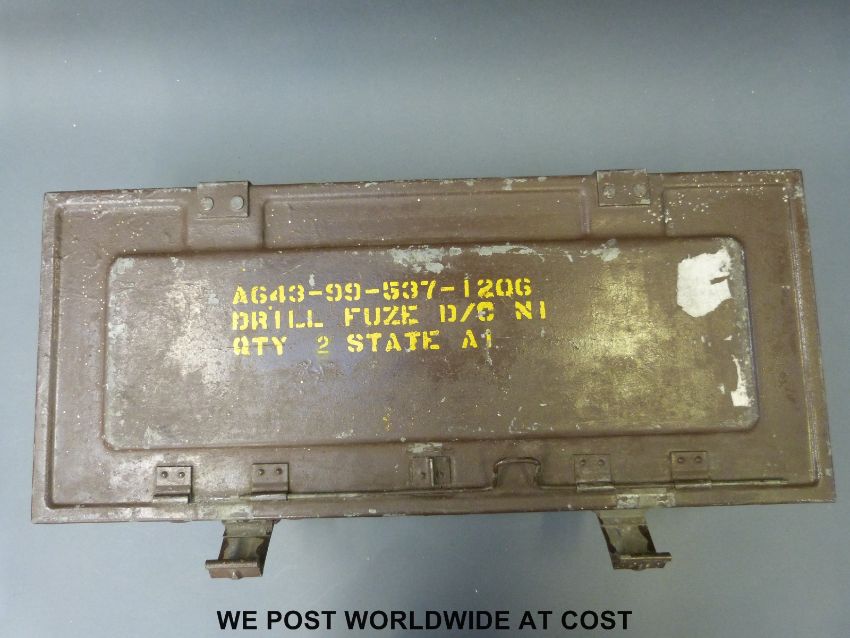 A643-99-537-1206
DRILL FUZE D/C N1
QTY 2 STATE A1
WE POST WORLDWIDE AT COST